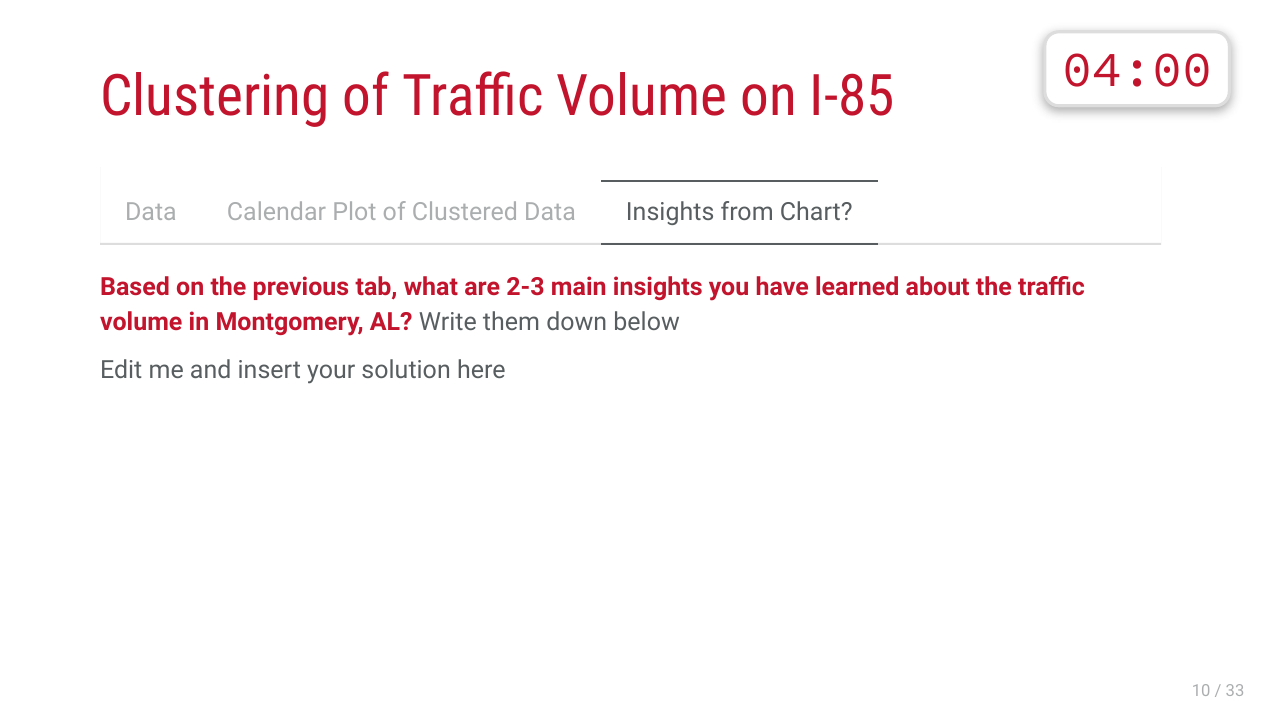 Clustering of Traffic Volume on I-85
04:00
Data
Calendar Plot of Clustered Data
Insights from Chart?
Based on the previous tab, what are 2-3 main insights you have learned about the traffic
volume in Montgomery, AL? Write them down below
Edit me and insert your solution here
10 / 33